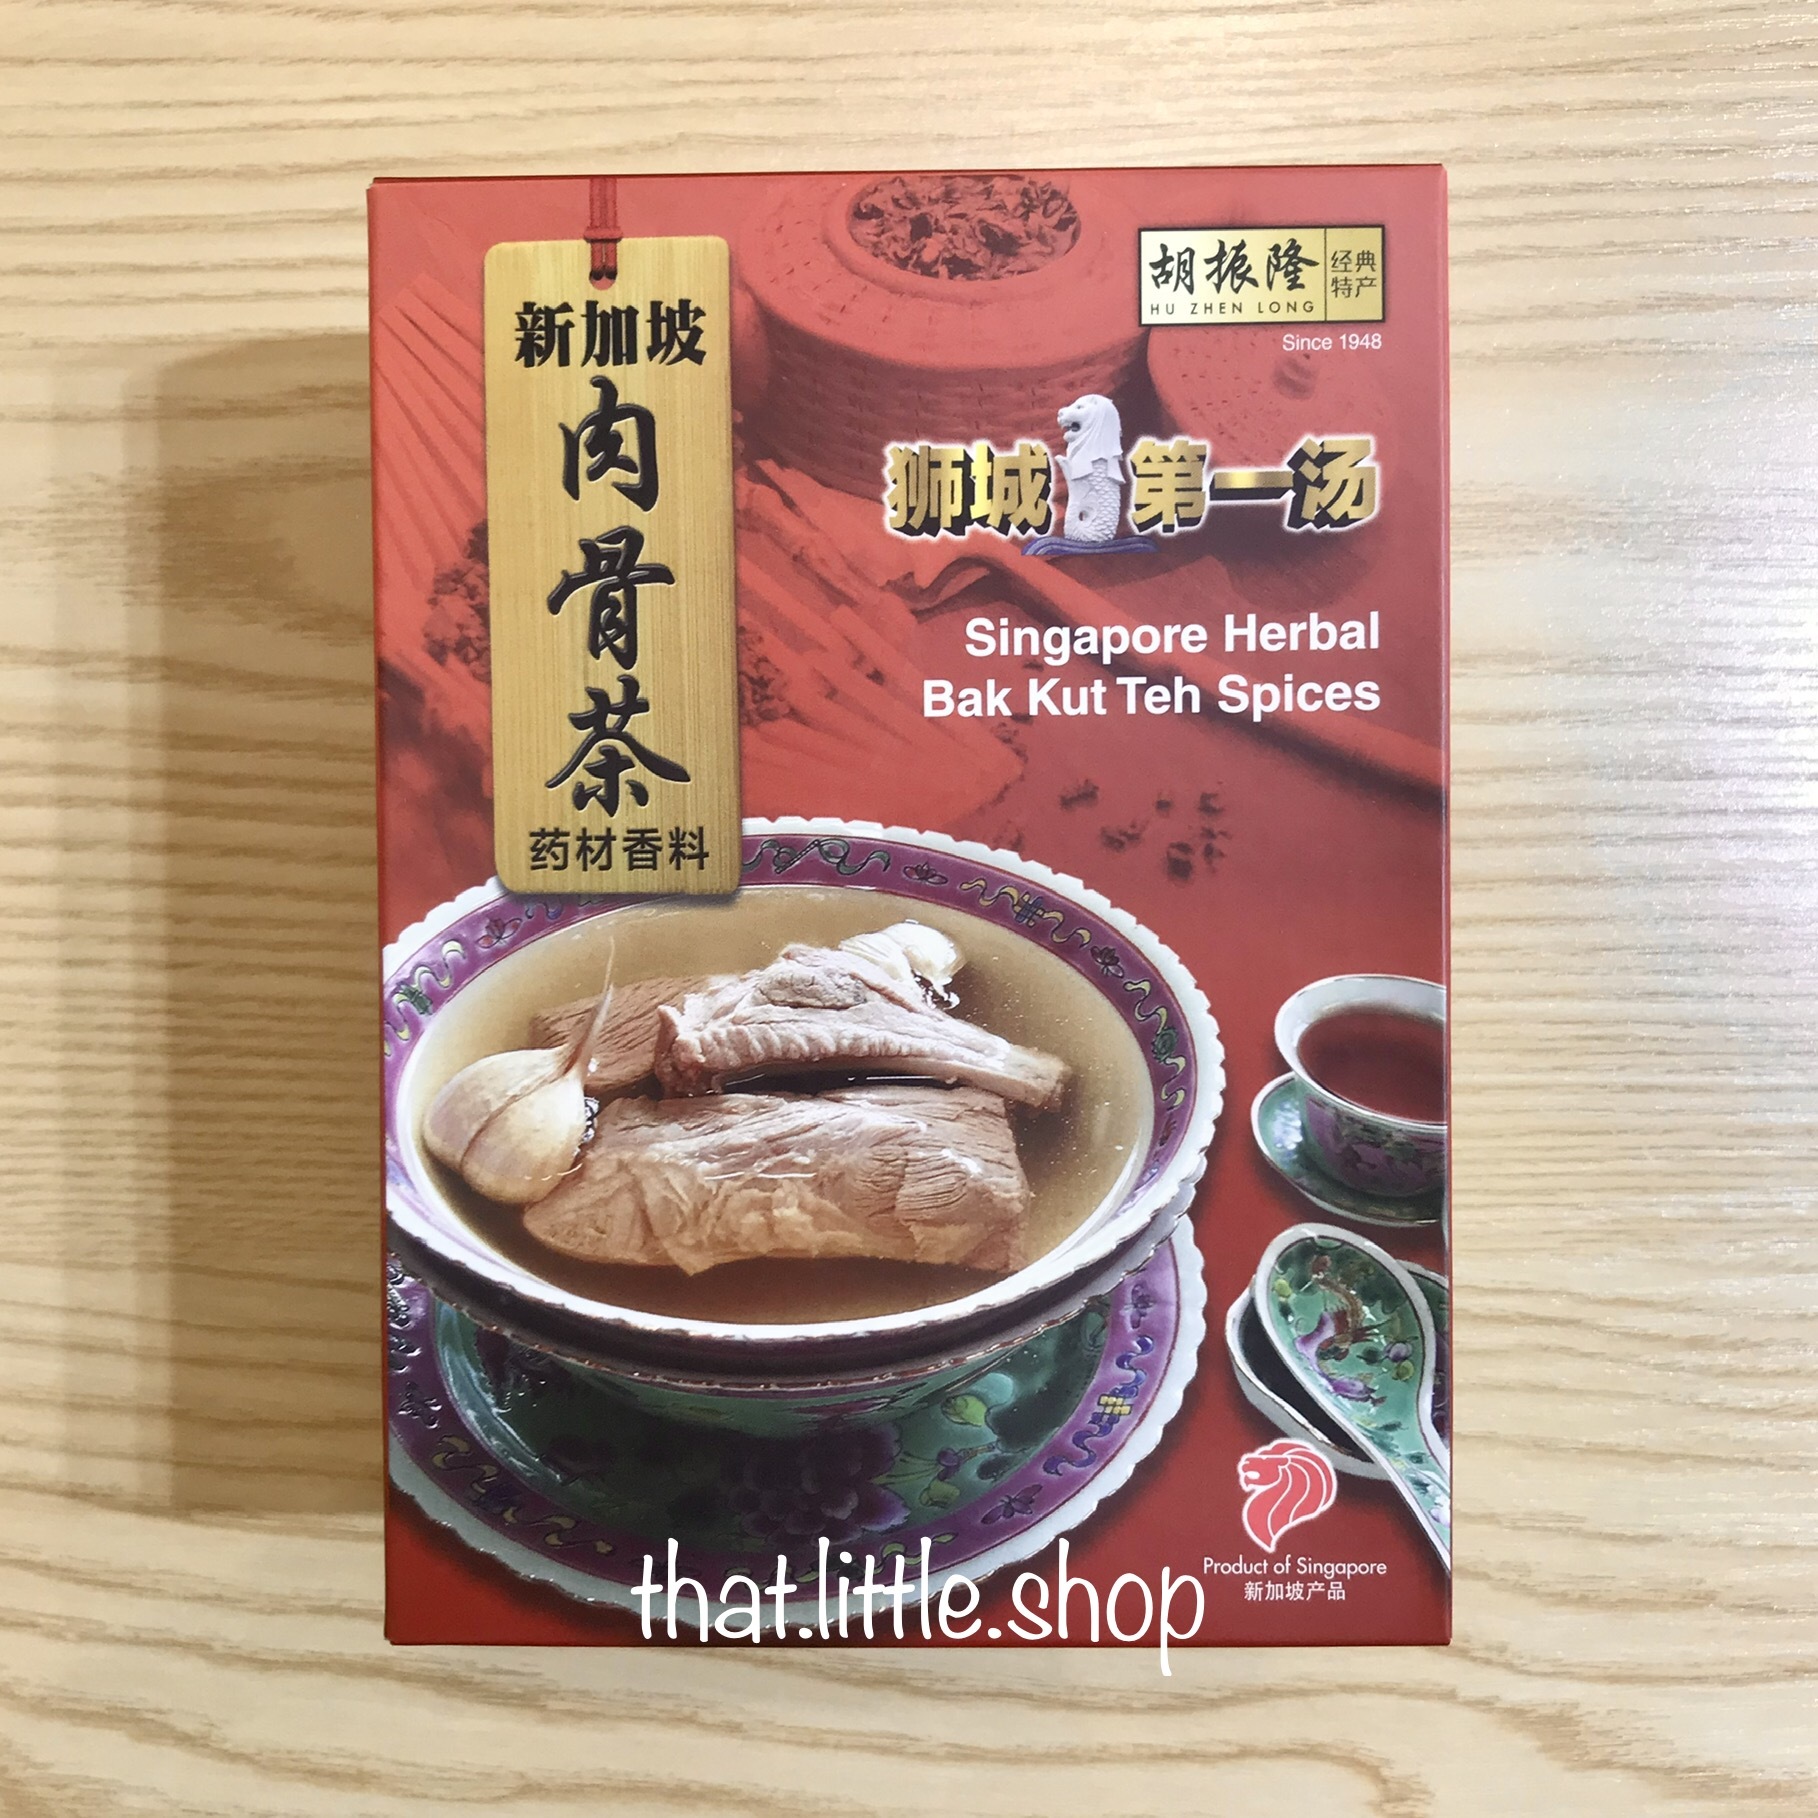 新加坡
肉骨茶
药材香料
胡振隆
HU ZHEN LONG
经典
特产
Since 1948
狮城第一汤
Singapore Herbal
Bak Kut Teh Spices
Product of Singapore
新加坡产品
that.little.shop